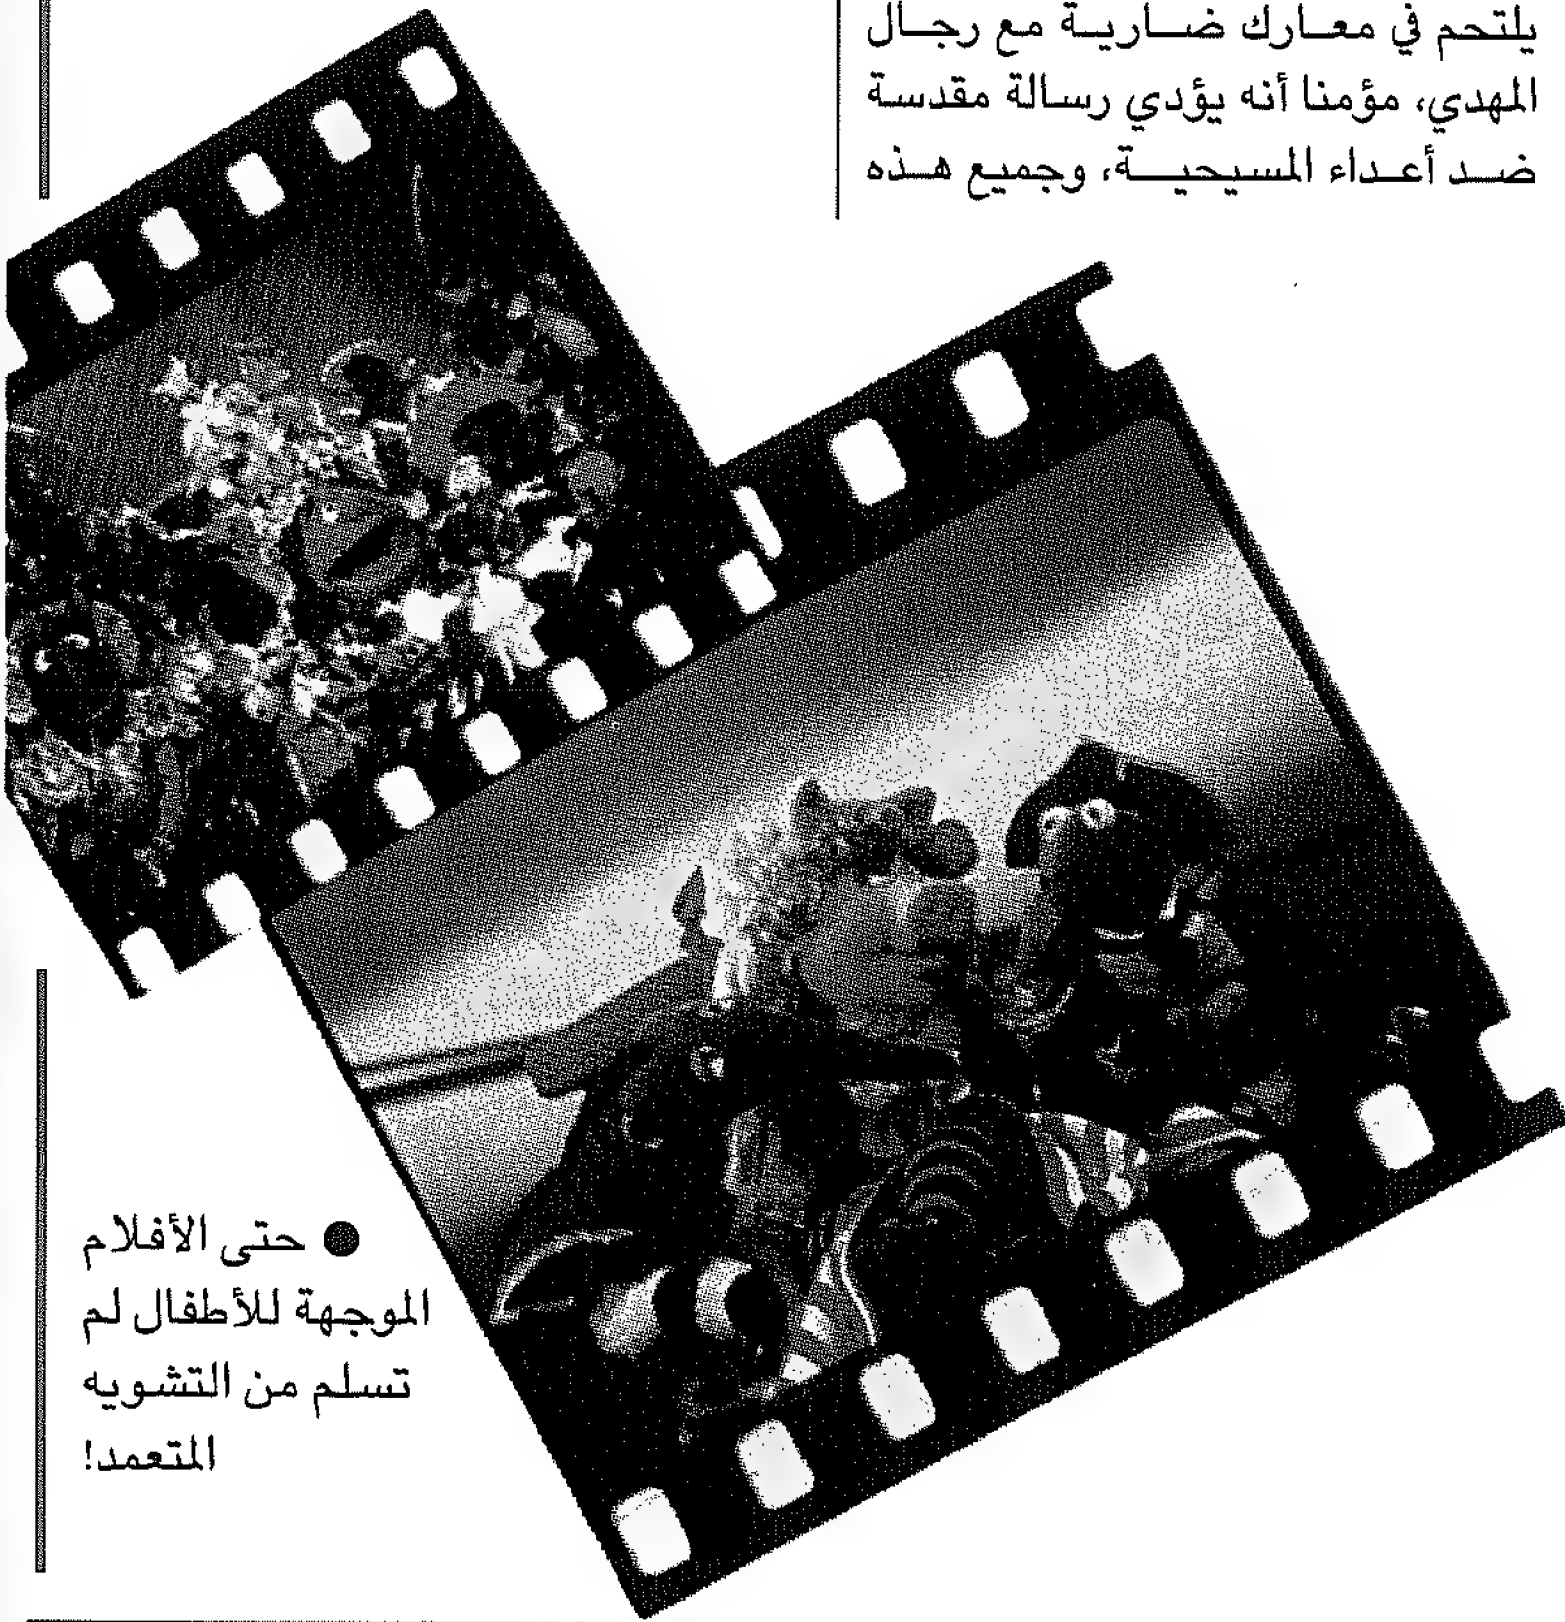 يلتحم في معارك ضارية مع رجال
المهدي، مؤمنا أنه يؤدي رسالة مقدسة
ضد أعداء المسيحية، وجميع هذه
● حتى الأفلام
الموجهة للأطفال لم
تسلم من التشويه
المتعمد!